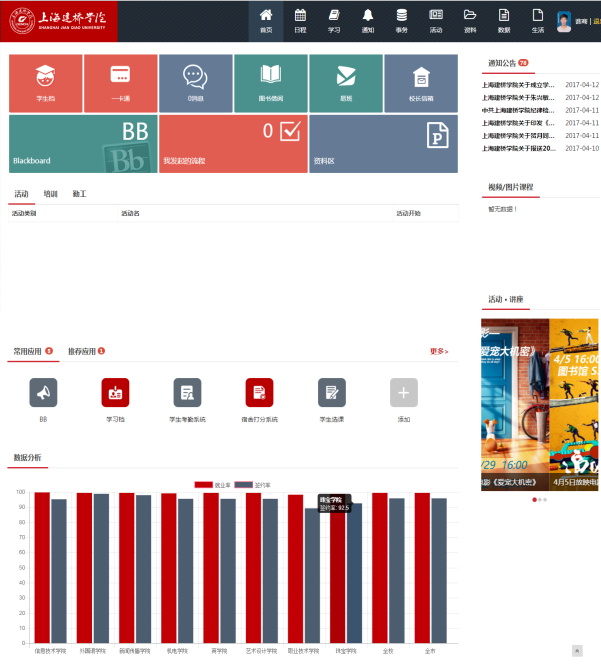 上海建桥学院
SHANGHAI JIAN QIAO UNIVERSITY
首页 日程 学习 通知 事务 活动 资料 数据 生活
学生档 一卡通 0消息 图书借阅 易班 校长信箱
Blackboard BB
我发起的流程 0
资料区
通知公告 78
上海建桥学院关于成立学... 2017-04-12
上海建桥学院关于朱兴敏... 2017-04-12
中共上海建桥学院纪律检... 2017-04-11
上海建桥学院关于印发《... 2017-04-11
上海建桥学院关于贺月娣... 2017-04-11
上海建桥学院关于报送20... 2017-04-10
活动 培训 勤工
活动类别 活动名 活动开始
视频/图片课程
暂无数据！
活动·讲座
爱宠大机密》
/29 16:00
影《爱宠大机密》
4/5 16:00
图书馆 S
4月5日放映电
常用应用 5 推荐应用 1 更多>
BB 学习档 学生考勤系统 宿舍打分系统 学生选课 添加
数据分析
就业率 签约率
珠宝学院
签约率: 92.5
100
90
80
70
60
50
40
30
20
10
0
信息技术学院 外国语学院 新闻传播学院 机电学院 商学院 艺术设计学院 职业技术学院 珠宝学院 全校 全市